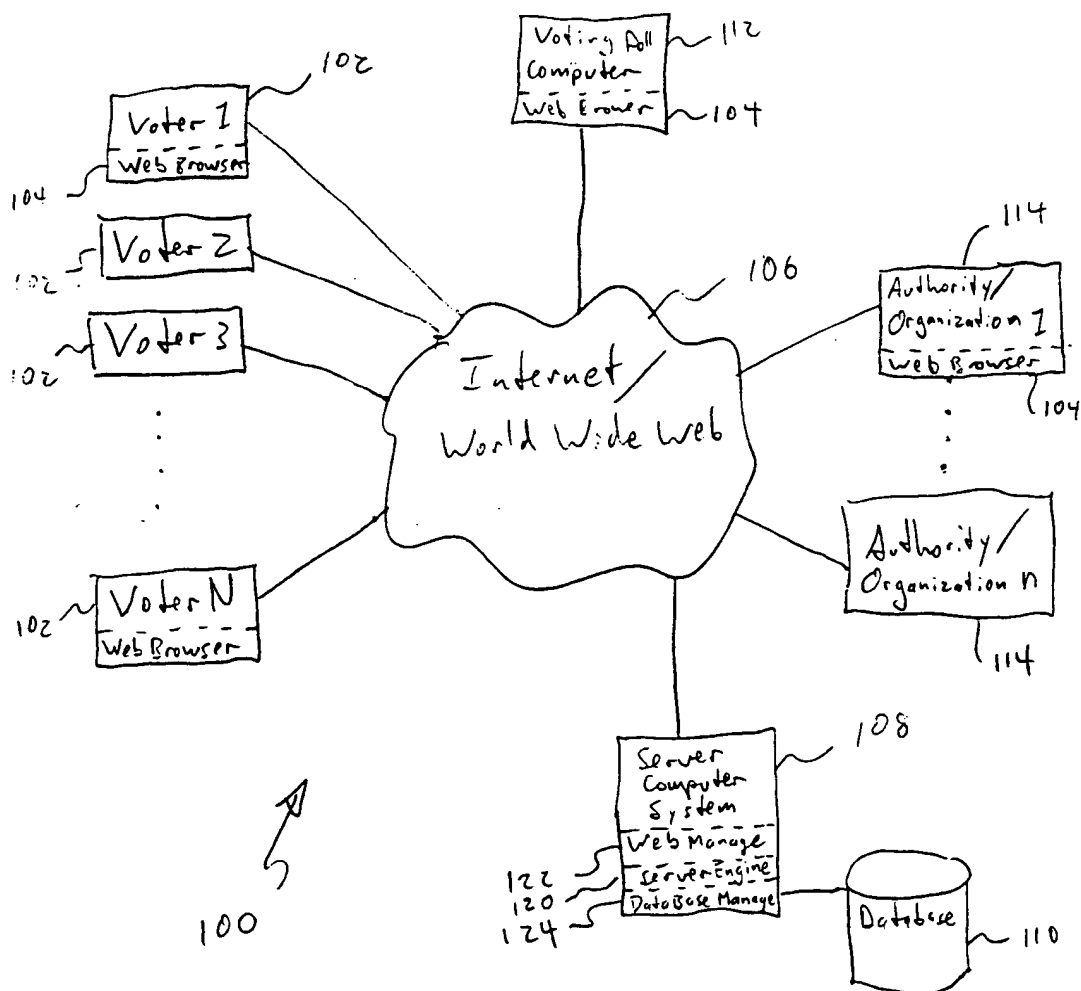 102
Voter 1
Web Browser
104
Voter 2
102
Voter 3
102
Voter N
102
Web Browser
Voting Poll
Computer
112
Web Erower
104
106
Internet/
World Wide Web
114
Authority/
Organization 1
Web Browser
104
Authority/
Organization n
114
108
Server
Computer
System
Web Manage
122
Server Engine
120
DataBase Manage
124
Database
110
100